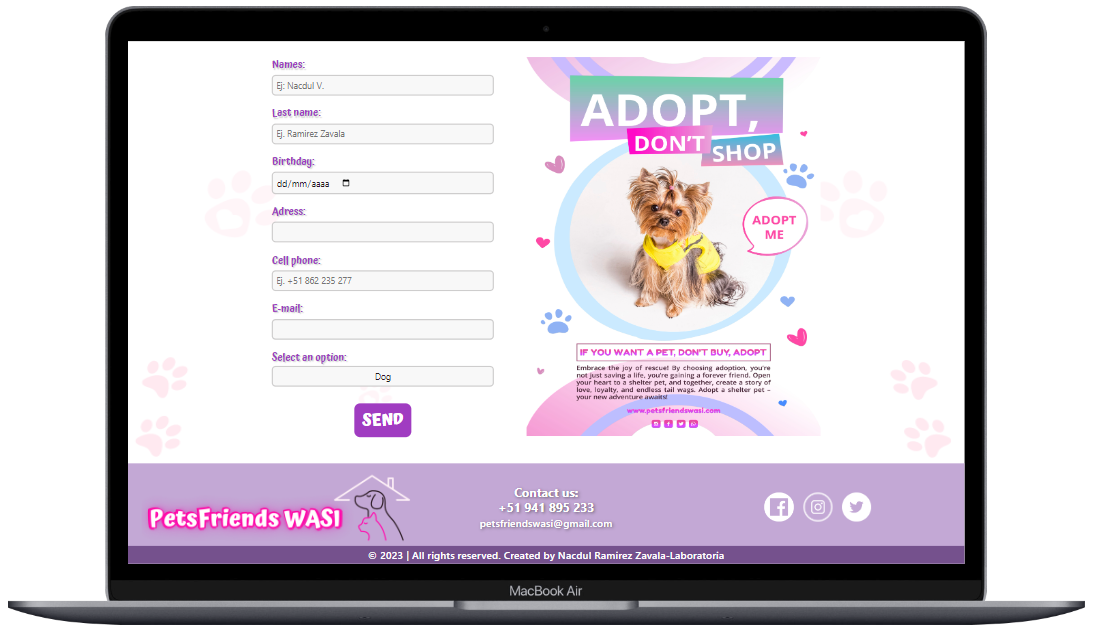 Names:
Ej: Nacdul V.
Last name:
Ej. Ramirez Zavala
Birthday:
dd/mm/aaaa
Adress:
Cell phone:
Ej. +51 862 235 277
E-mail:
Select an option:
Dog
SEND
ADOPT,
DON'T
SHOP
ADOPT
ME
IF YOU WANT A PET, DON'T BUY, ADOPT
Embrace the joy of rescue! By choosing adoption, you're
not just saving a life, you're gaining a forever friend. Open
your heart to a shelter pet, and together, create a story of
love, loyalty, and endless tail wags. Adopt a shelter pet –
your new adventure awaits!
www.petsfriendswasi.com
PetsFriends WASI
Contact us:
+51 941 895 233
petsfriendswasi@gmail.com
© 2023 | All rights reserved. Created by Nacdul Ramirez Zavala-Laboratoria
MacBook Air